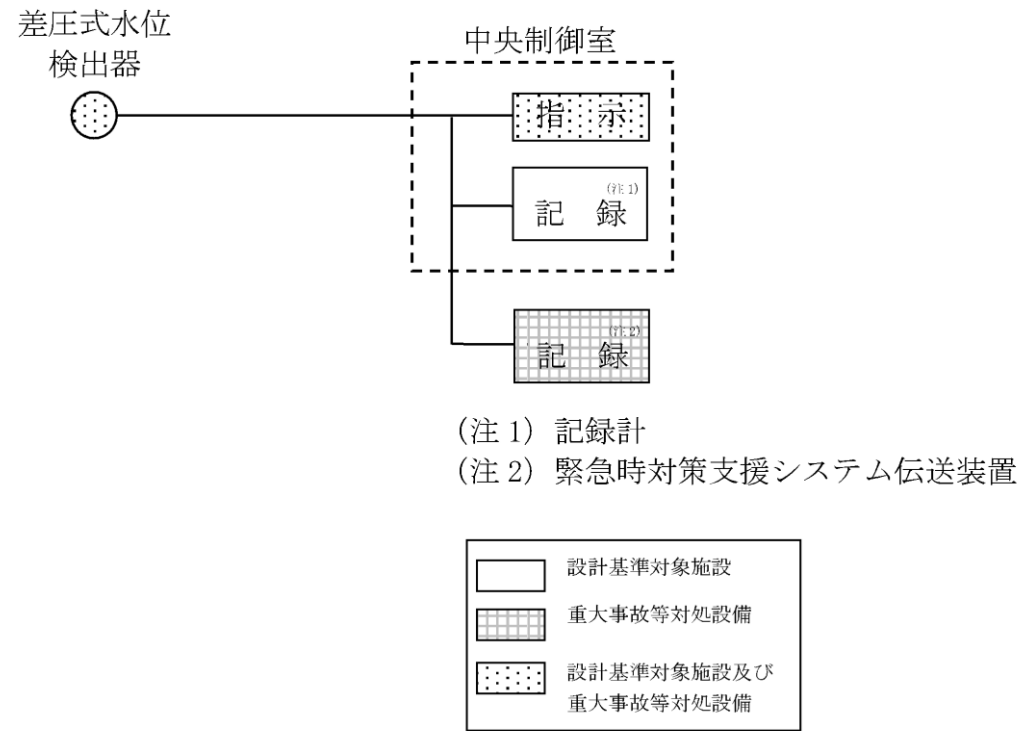 差圧式水位
検出器
中央制御室
指 示
(注1)
記 録
(注2)
記 録
(注1) 記録計
(注2) 緊急時対策支援システム伝送装置
設計基準対象施設
重大事故等対処設備
設計基準対象施設及び
重大事故等対処設備